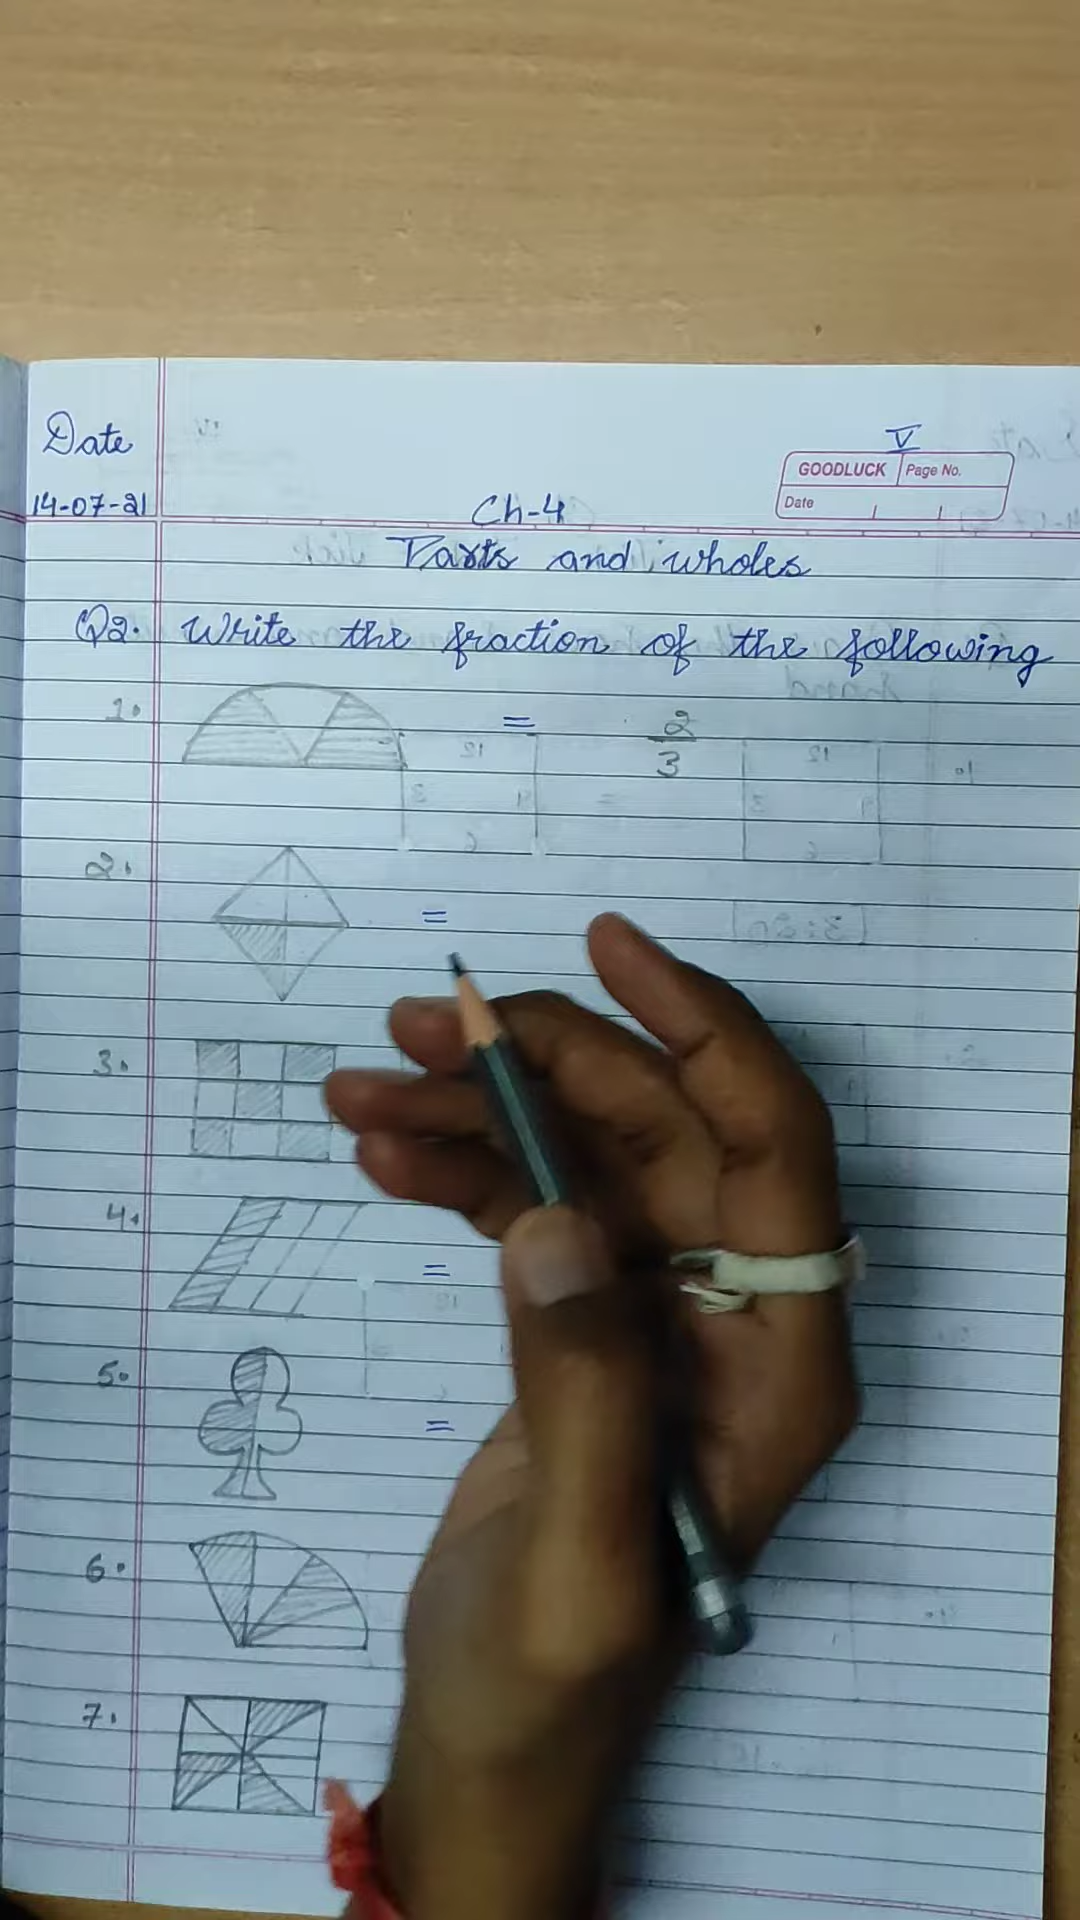 Date
V
GOODLUCK Page No.
Date
14-07-21
Ch-4
Parts and wholes
Q2. Write the fraction of the following
1. = 2/3
2. =
3.
4. =
5. =
6.
7.